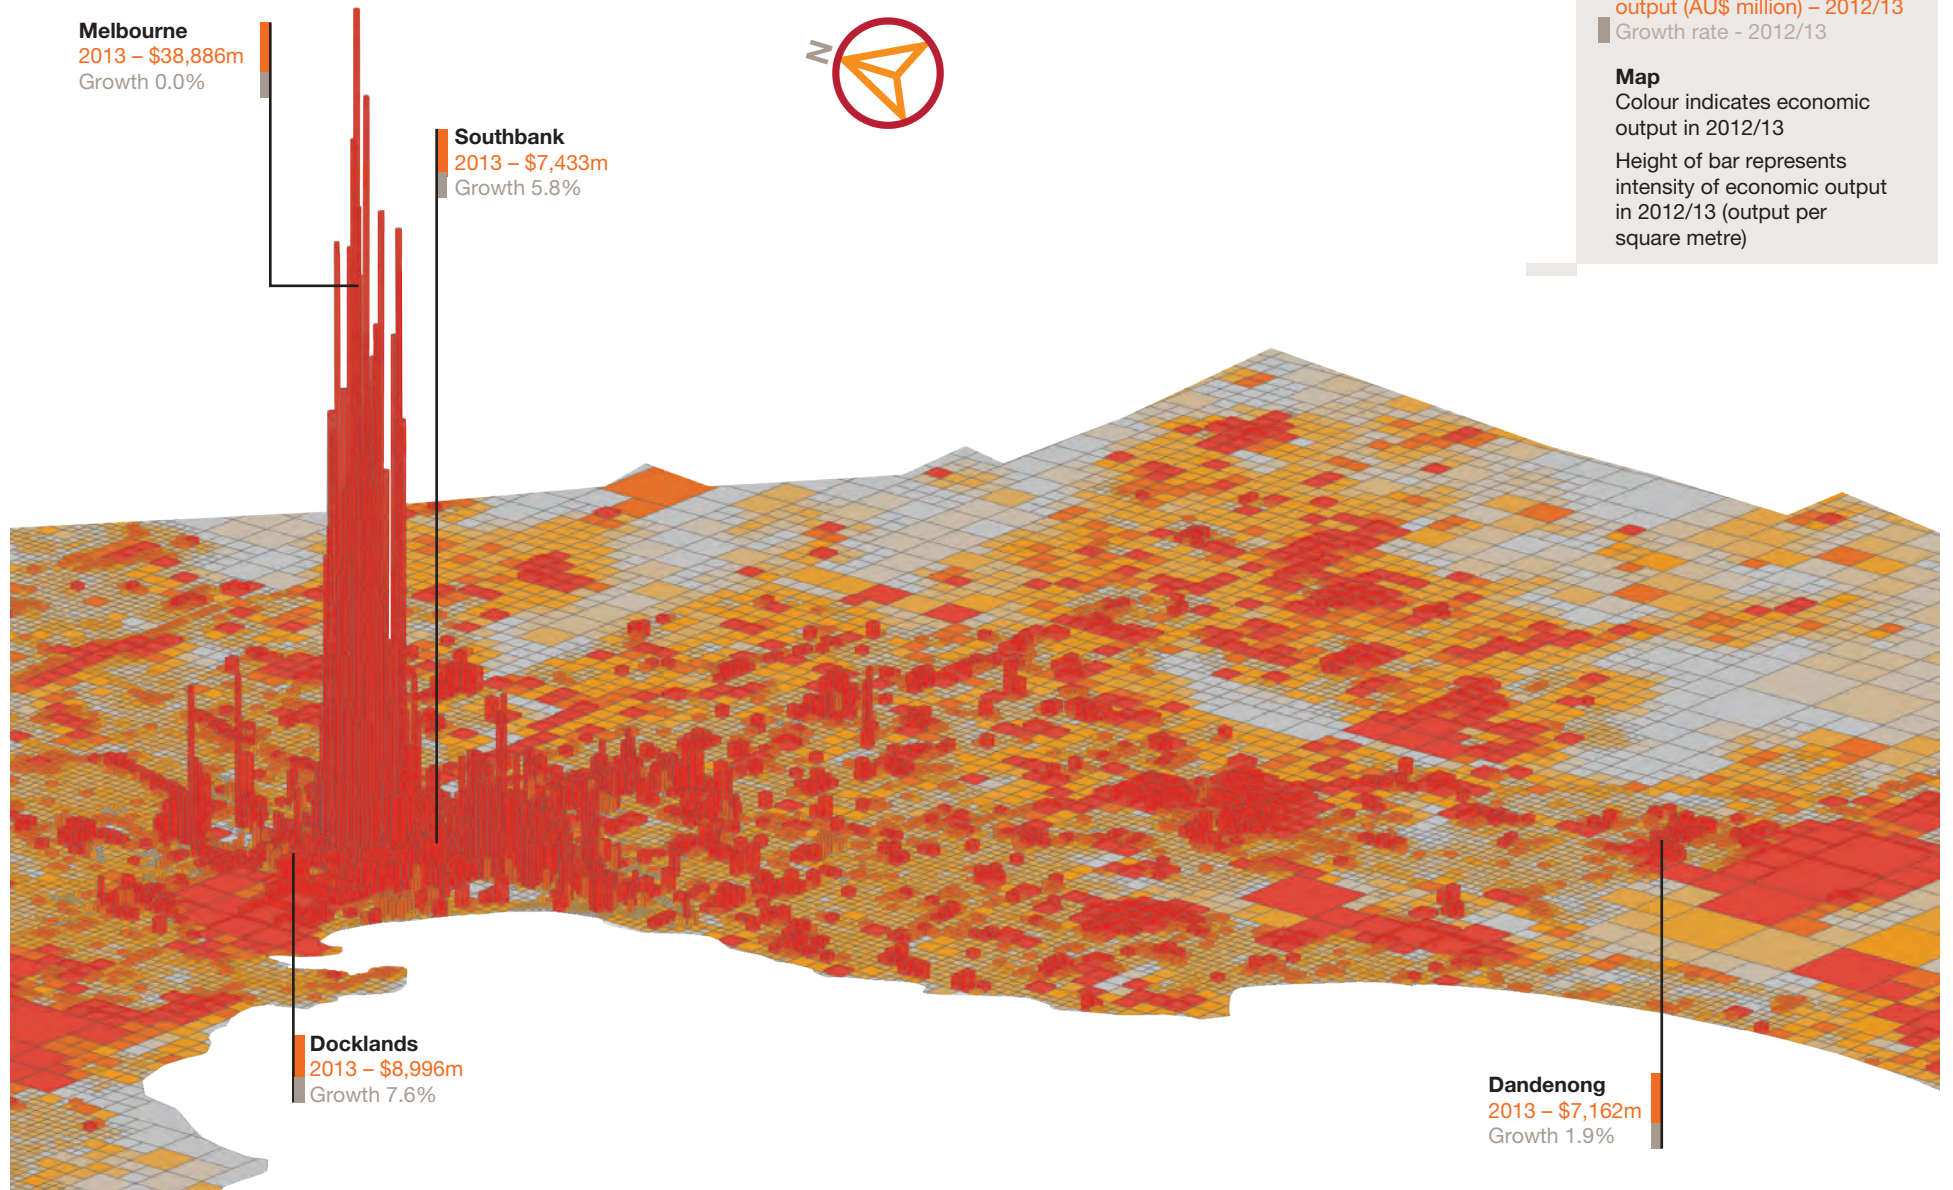 Melbourne
2013 – $38,886m
Growth 0.0%
N
Southbank
2013 – $7,433m
Growth 5.8%
output (AU$ million) – 2012/13
Growth rate - 2012/13
Map
Colour indicates economic
output in 2012/13
Height of bar represents
intensity of economic output
in 2012/13 (output per
square metre)
Docklands
2013 – $8,996m
Growth 7.6%
Dandenong
2013 – $7,162m
Growth 1.9%